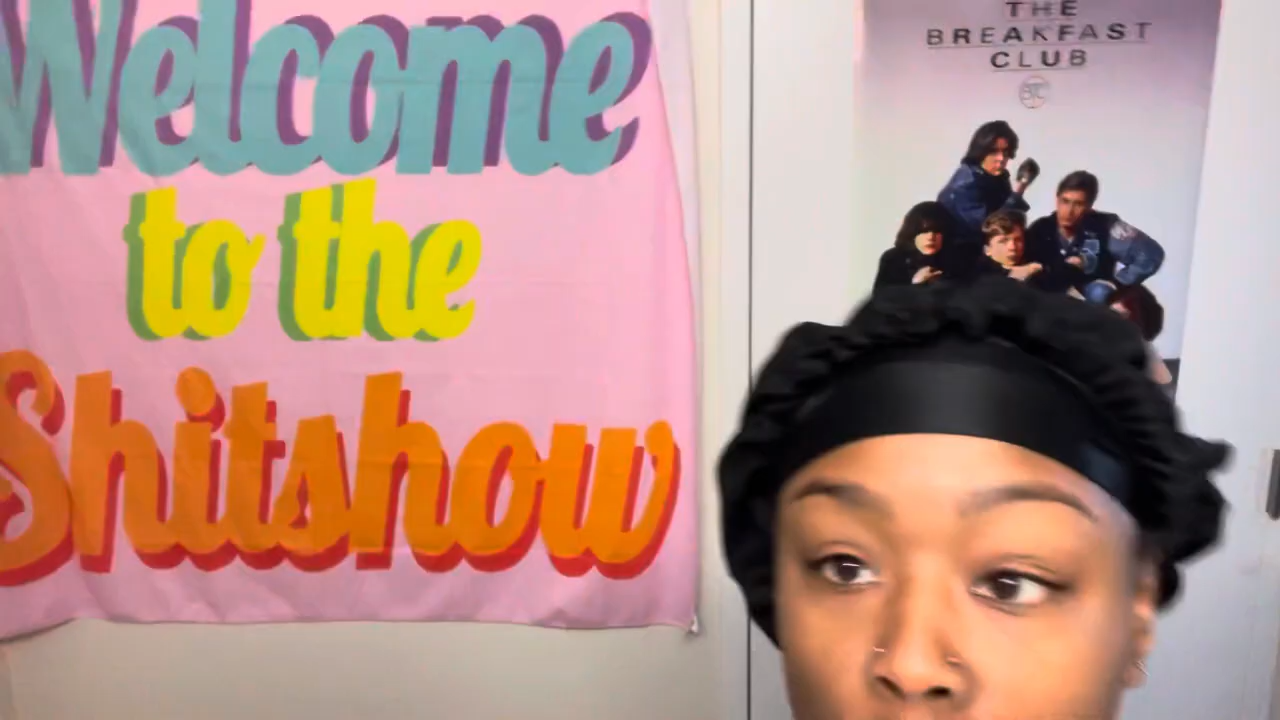 Welcome
to the
Shitshow
THE
BREAKFAST
CLUB